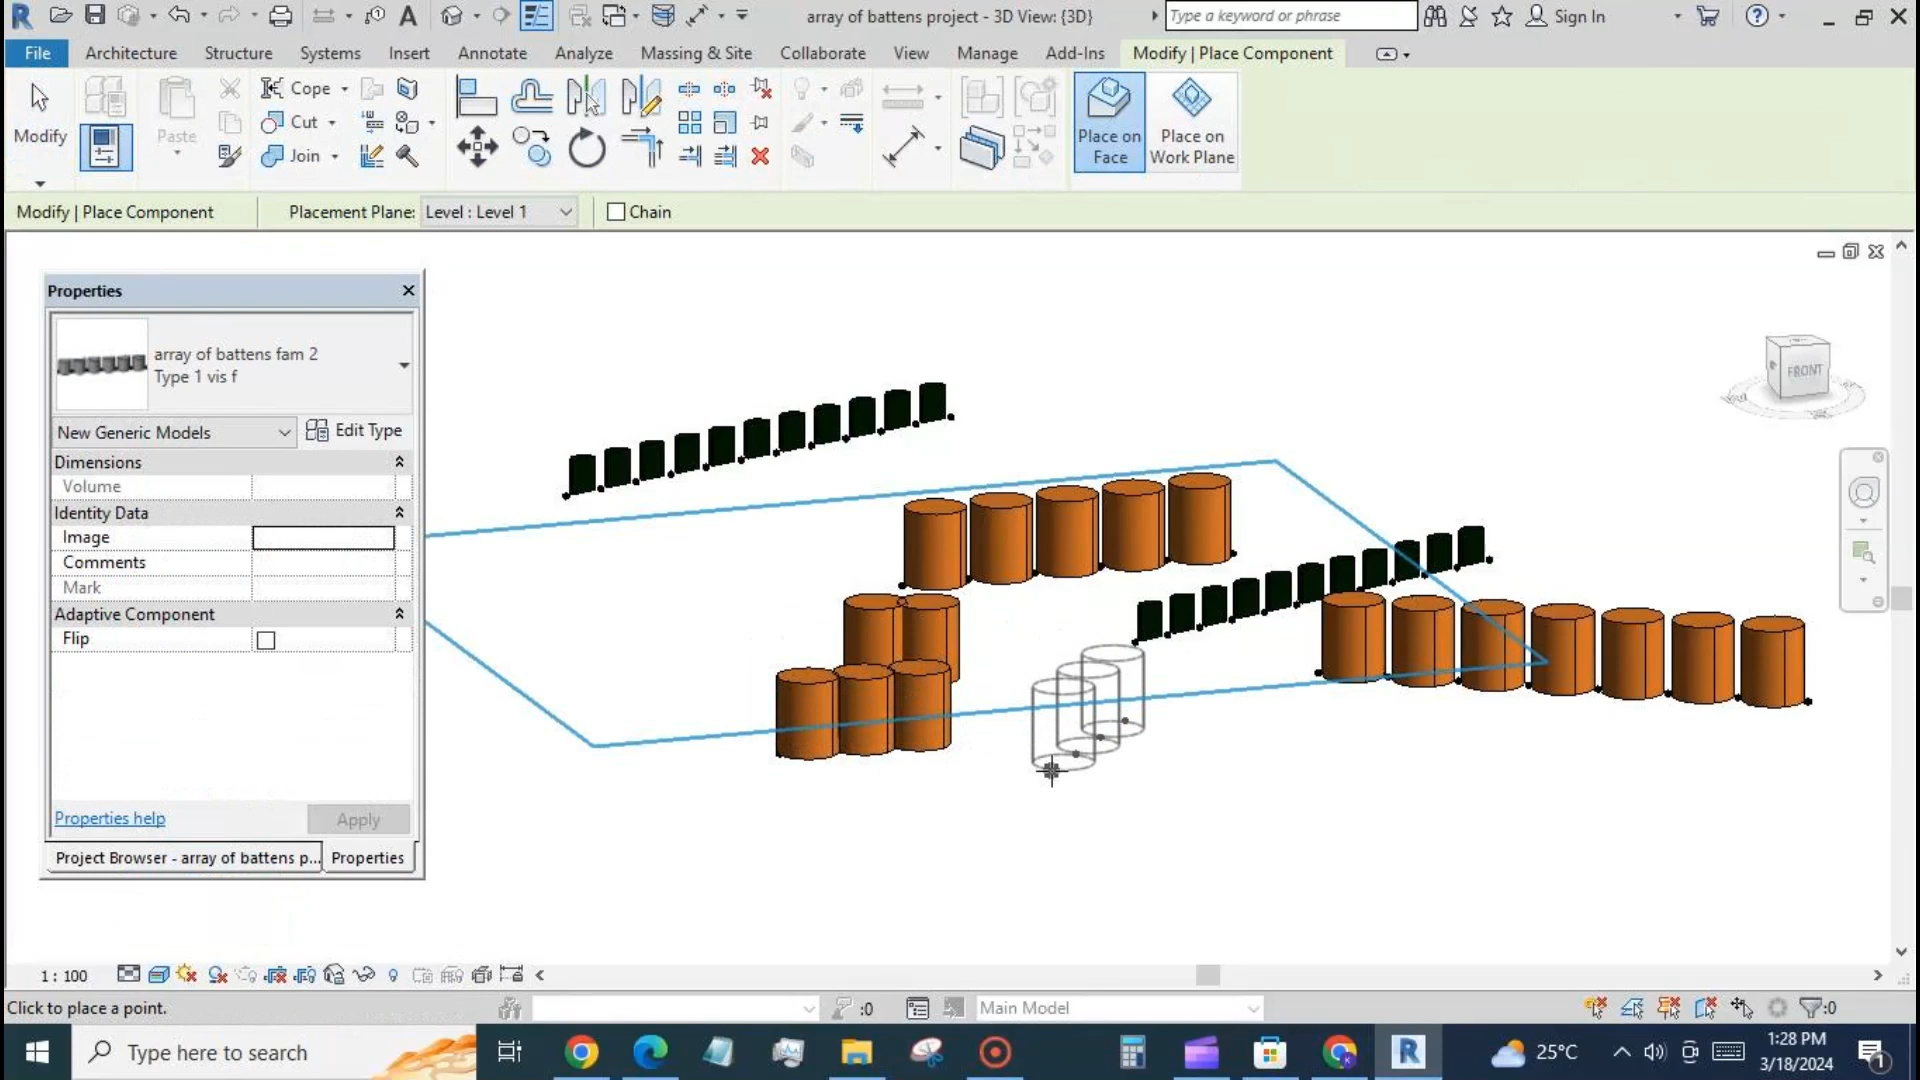 array of battens project - 3D View: {3D}
Type a keyword or phrase
Sign In
File
Architecture
Structure
Systems
Insert
Annotate
Analyze
Massing & Site
Collaborate
View
Manage
Add-Ins
Modify | Place Component
Modify
Paste
Cope
Cut
Join
Place on
Face
Place on
Work Plane
Modify | Place Component
Placement Plane:
Level : Level 1
Chain
Properties
array of battens fam 2
Type 1 vis f
New Generic Models
Edit Type
Dimensions
Volume
Identity Data
Image
Comments
Mark
Adaptive Component
Flip
Properties help
Apply
Project Browser - array of battens p...
Properties
FRONT
1 : 100
Click to place a point.
:0
Main Model
:0
Type here to search
25°C
1:28 PM
3/18/2024
1